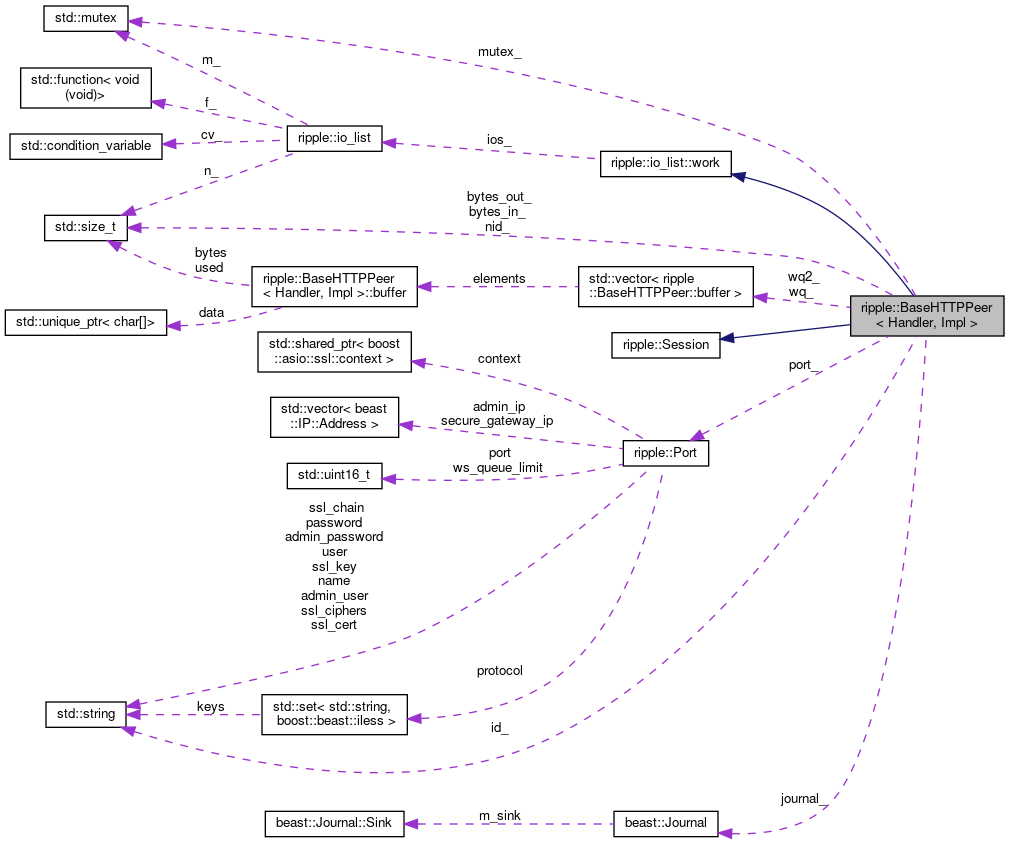 std::mutex
mutex_
m_
std::function< void
(void)>
f_
std::condition_variable
cv_
ripple::io_list
ios_
ripple::io_list::work
n_
std::size_t
bytes_out_
bytes_in_
nid_
bytes
used
ripple::BaseHTTPPeer
< Handler, Impl >::buffer
elements
std::vector< ripple
::BaseHTTPPeer::buffer >
wq2_
wq_
ripple::BaseHTTPPeer
< Handler, Impl >
std::unique_ptr< char[]>
data
std::shared_ptr< boost
::asio::ssl::context >
context
ripple::Session
port_
std::vector< beast
::IP::Address >
admin_ip
secure_gateway_ip
ripple::Port
std::uint16_t
port
ws_queue_limit
ssl_chain
password
admin_password
user
ssl_key
name
admin_user
ssl_ciphers
ssl_cert
protocol
std::string
keys
std::set< std::string,
boost::beast::iless >
id_
journal_
beast::Journal::Sink
m_sink
beast::Journal